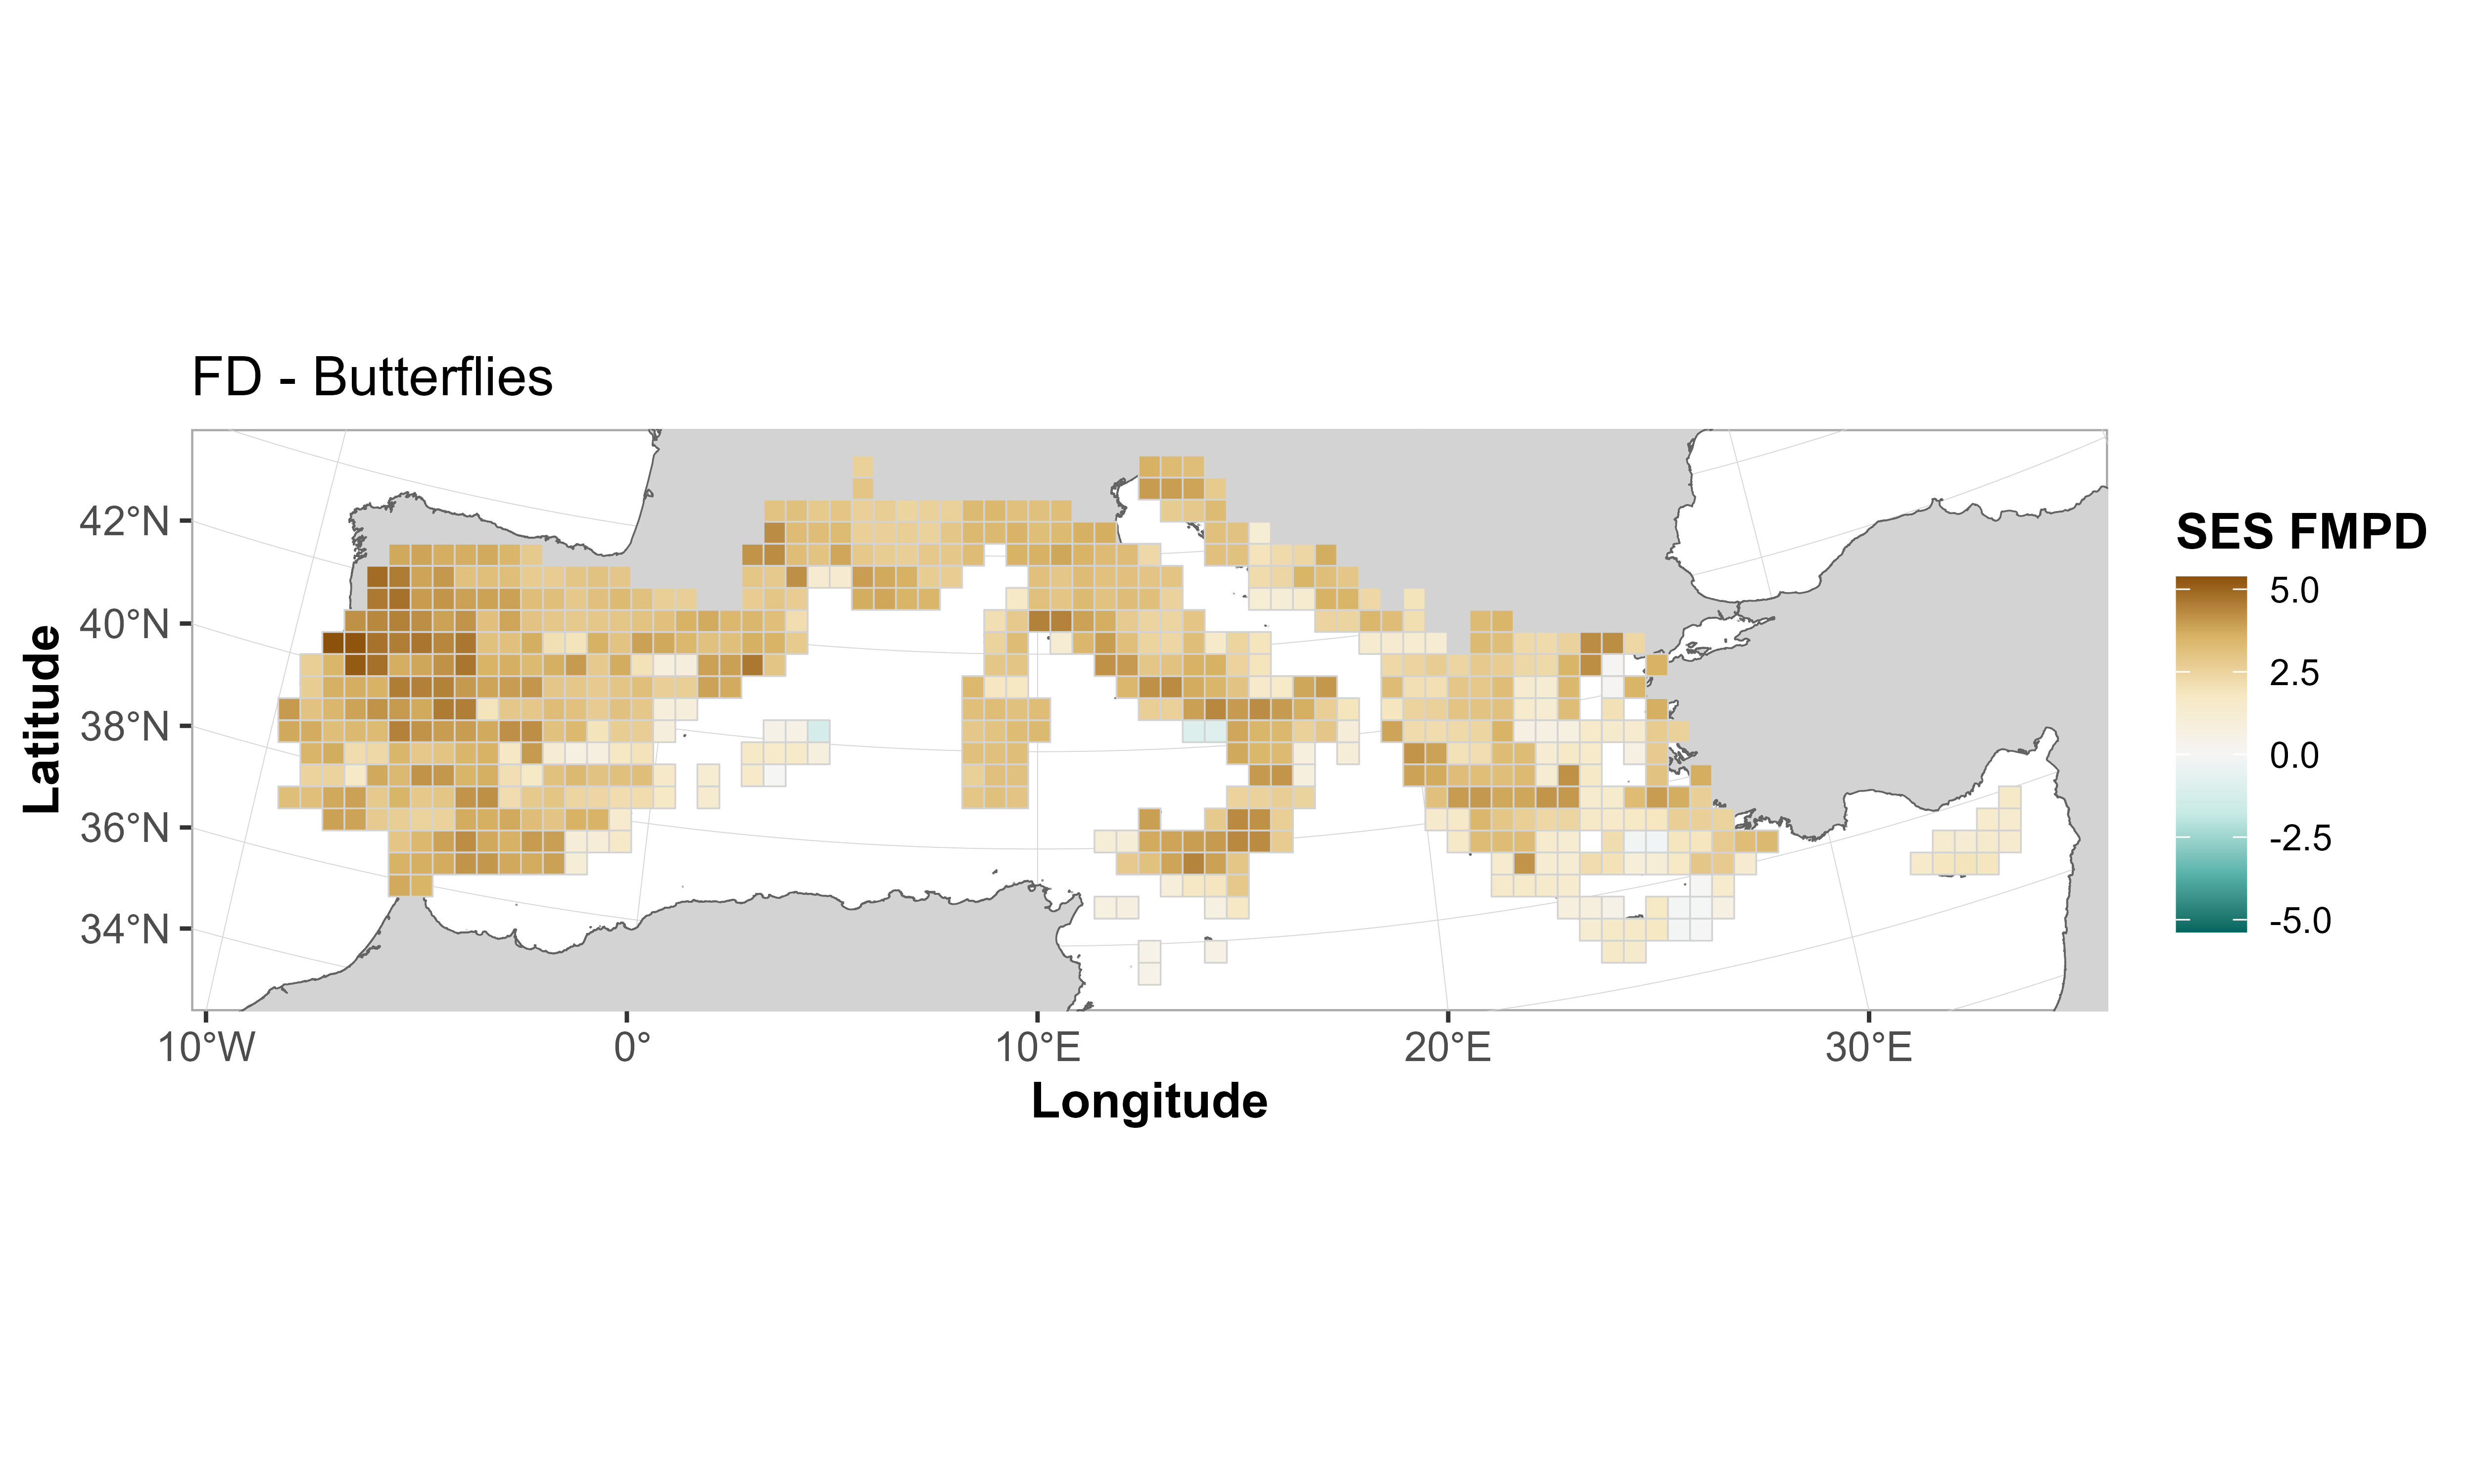 FD - Butterflies
SES FMPD
5.0
2.5
0.0
-2.5
-5.0
Latitude
42°N
40°N
38°N
36°N
34°N
10°W
0°
10°E
20°E
30°E
Longitude